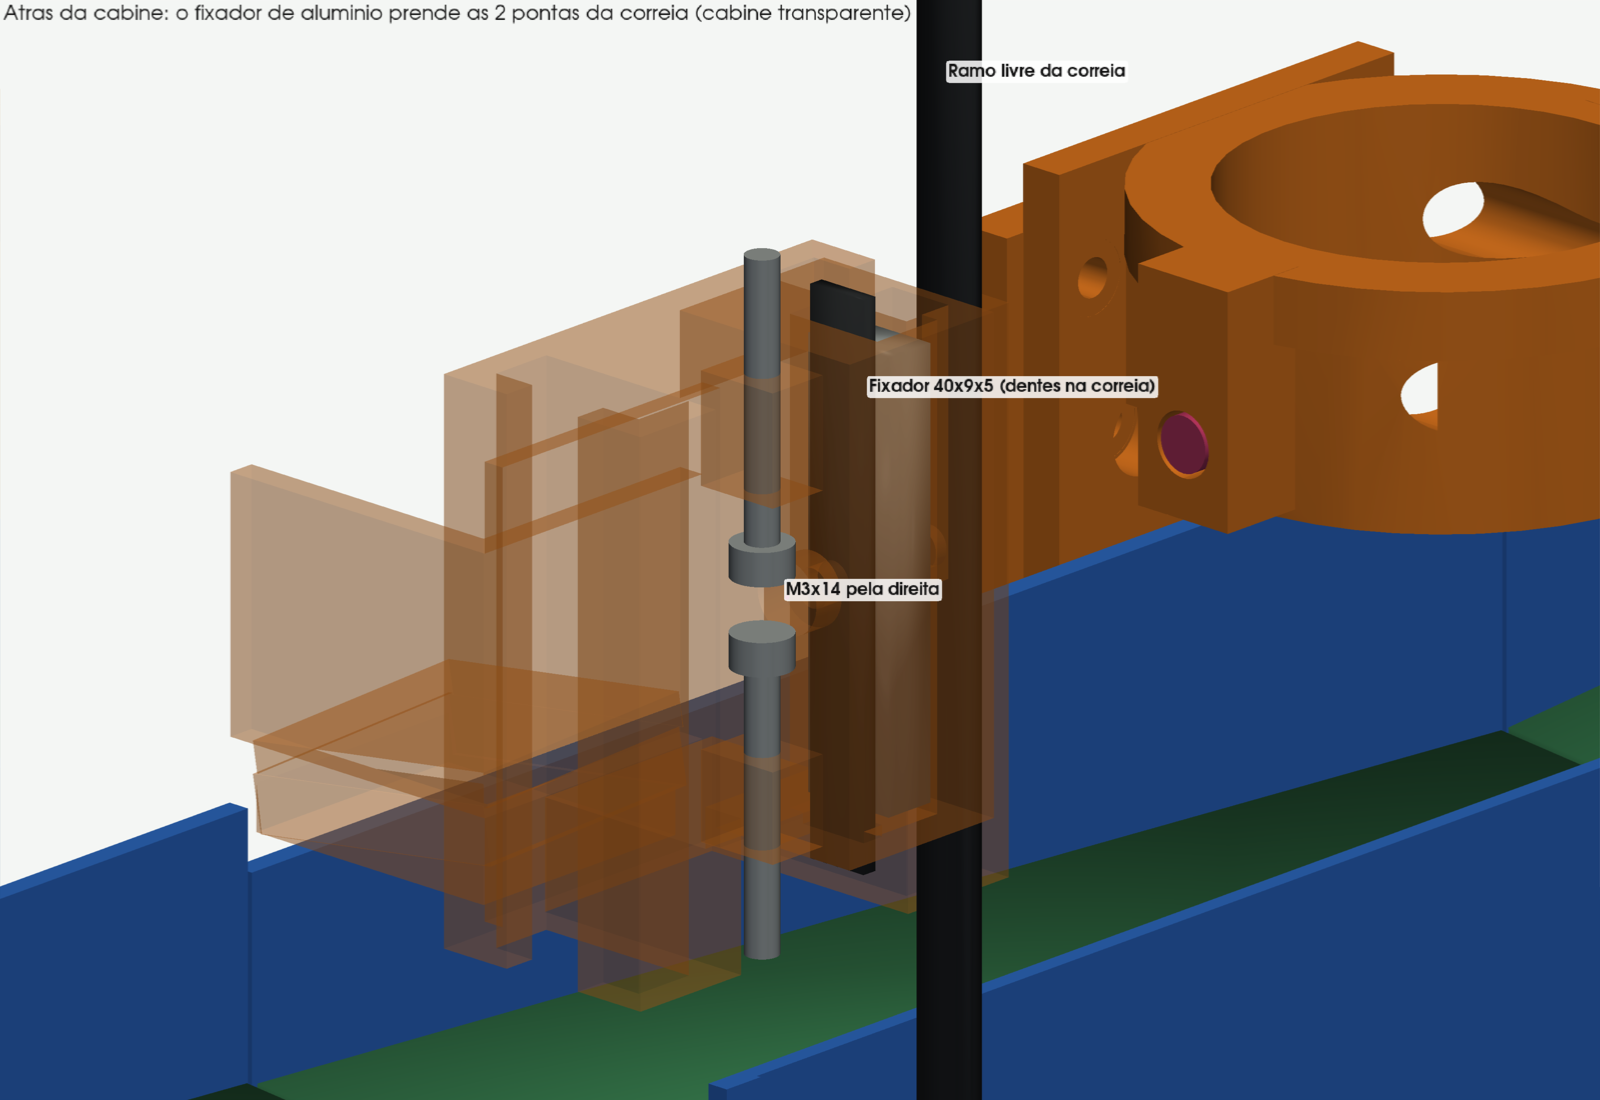 Atras da cabine: o fixador de aluminio prende as 2 pontas da correia (cabine transparente)
Ramo livre da correia
Fixador 40x9x5 (dentes na correia)
M3x14 pela direita